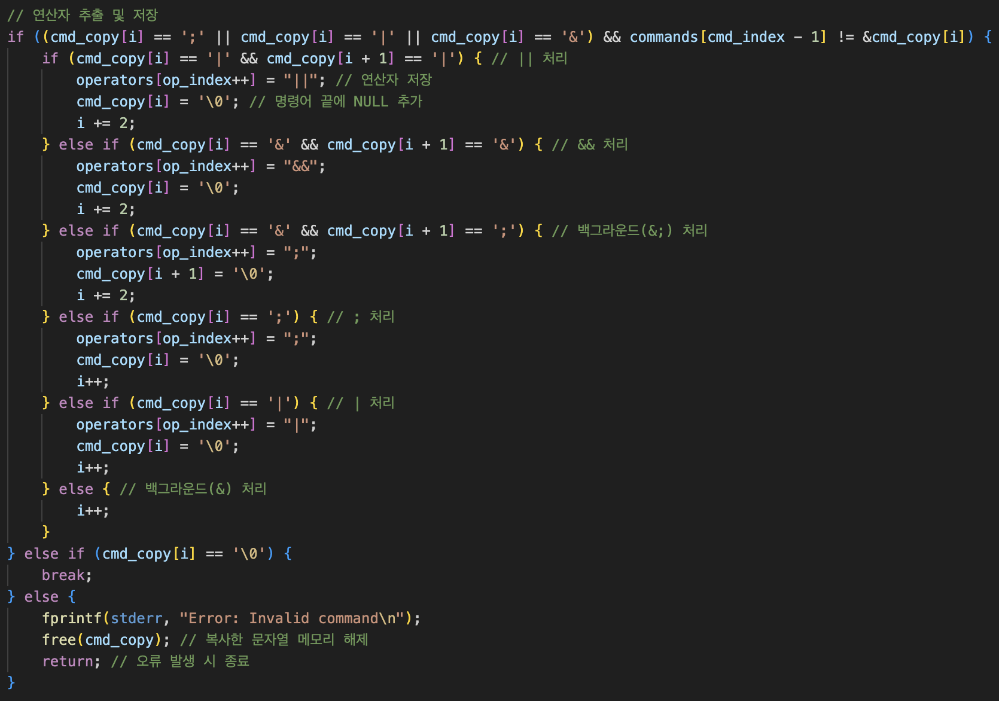 // 연산자 추출 및 저장
if ((cmd_copy[i] == ';' || cmd_copy[i] == '|' || cmd_copy[i] == '&') && commands[cmd_index - 1] != &cmd_copy[i]) {
    if (cmd_copy[i] == '|' && cmd_copy[i + 1] == '|') { // || 처리
        operators[op_index++] = "||"; // 연산자 저장
        cmd_copy[i] = '\0'; // 명령어 끝에 NULL 추가
        i += 2;
    } else if (cmd_copy[i] == '&' && cmd_copy[i + 1] == '&') { // && 처리
        operators[op_index++] = "&&";
        cmd_copy[i] = '\0';
        i += 2;
    } else if (cmd_copy[i] == '&' && cmd_copy[i + 1] == ';') { // 백그라운드(&;) 처리
        operators[op_index++] = ";";
        cmd_copy[i + 1] = '\0';
        i += 2;
    } else if (cmd_copy[i] == ';') { // ; 처리
        operators[op_index++] = ";";
        cmd_copy[i] = '\0';
        i++;
    } else if (cmd_copy[i] == '|') { // | 처리
        operators[op_index++] = "|";
        cmd_copy[i] = '\0';
        i++;
    } else { // 백그라운드(&) 처리
        i++;
    }
} else if (cmd_copy[i] == '\0') {
    break;
} else {
    fprintf(stderr, "Error: Invalid command\n");
    free(cmd_copy); // 복사한 문자열 메모리 해제
    return; // 오류 발생 시 종료
}